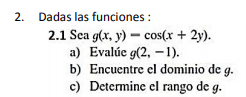 2. Dadas las funciones :
2.1 Sea g(x, y) = cos(x + 2y).
a) Evalúe g(2, −1).
b) Encuentre el dominio de g.
c) Determine el rango de g.